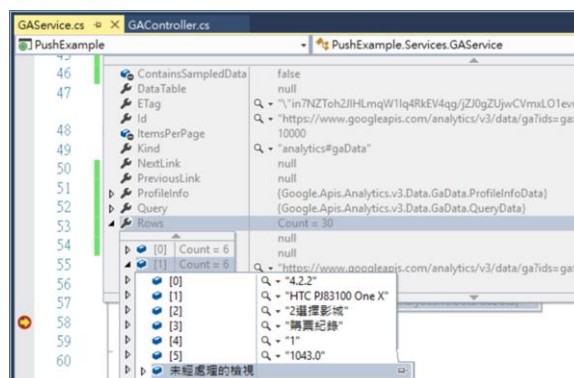 GAService.cs GAController.cs
PushExample PushExample.Services.GAService
45
46 ContainsSampledData false
47 DataTable null
ETag
Id "https://www.googleapis.com/analytics/v3/data/ga?ids=ga:
48 ItemsPerPage 10000
49 Kind "analytics#gaData"
NextLink null
50 PreviousLink null
51 ProfileInfo {Google.Apis.Analytics.v3.Data.GaData.ProfileInfoData}
52 Query {Google.Apis.Analytics.v3.Data.GaData.QueryData}
53 Rows Count = 30
null
54 [0] Count = 6 null
55 [1] Count = 6 "https://www.googleapis.com/analytics/v3/data/ga?ids=ga:
56 [0] "4.2.2"
[1] "HTC PJ83100 One X"
57 [2] "2選擇影城"
58 [3] "購票紀錄"
59 [4] "1"
[5] "1043.0"
60 未經處理的檢視